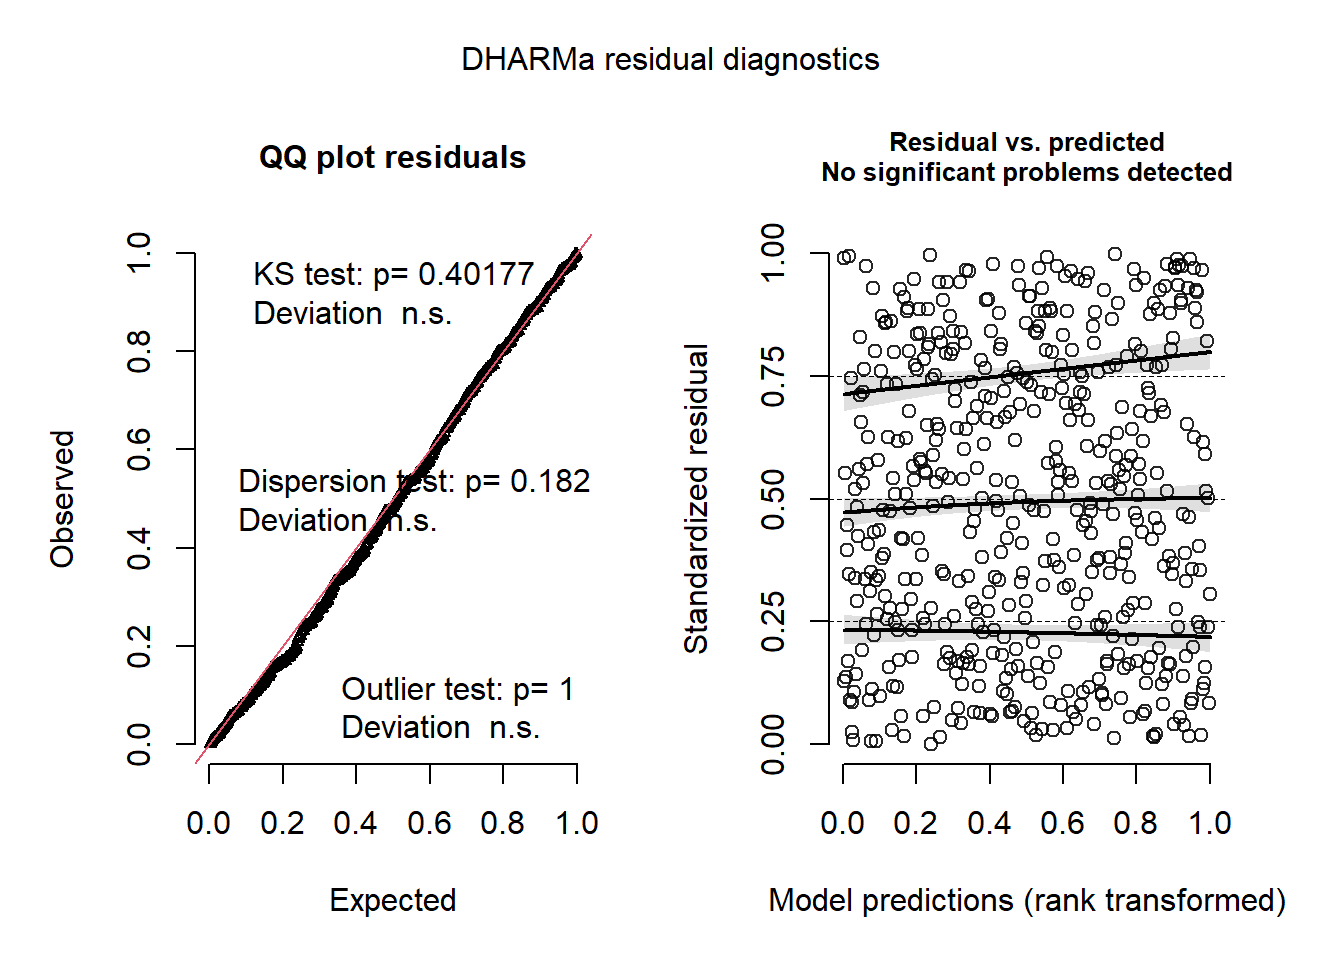 DHARMa residual diagnostics
QQ plot residuals
KS test: p= 0.40177
Deviation  n.s.
Dispersion test: p= 0.182
Deviation  n.s.
Outlier test: p= 1
Deviation  n.s.
Observed
0.0 0.2 0.4 0.6 0.8 1.0
0.0 0.2 0.4 0.6 0.8 1.0
Expected
Residual vs. predicted
No significant problems detected
Standardized residual
0.00 0.25 0.50 0.75 1.00
0.0 0.2 0.4 0.6 0.8 1.0
Model predictions (rank transformed)